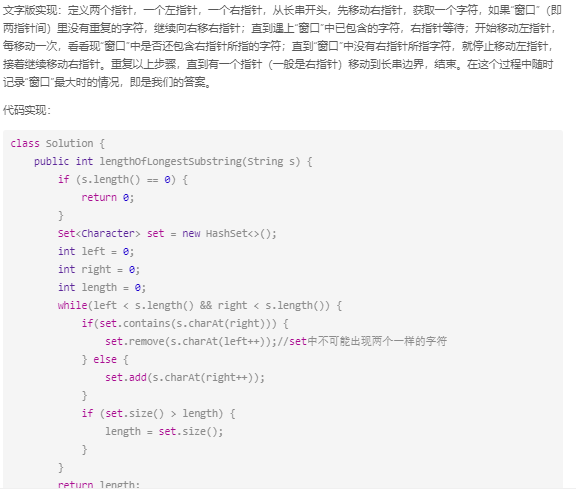 文字版实现：定义两个指针，一个左指针，一个右指针，从长串开头，先移动右指针，获取一个字符，如果“窗口”（即
两指针间）里没有重复的字符，继续向右移右指针；直到遇上“窗口”中已包含的字符，右指针等待；开始移动左指针，
每移动一次，看看现“窗口”中是否还包含右指针所指的字符；直到“窗口”中没有右指针所指字符，就停止移动左指针，
接着继续移动右指针。重复以上步骤，直到有一个指针（一般是右指针）移动到长串边界，结束。在这个过程中随时
记录“窗口”最大时的情况，即是我们的答案。
代码实现：
class Solution {
public int lengthOfLongestSubstring(String s) {
if (s.length() == 0) {
return 0;
}
Set<Character> set = new HashSet<>();
int left = 0;
int right = 0;
int length = 0;
while(left < s.length() && right < s.length()) {
if(set.contains(s.charAt(right))) {
set.remove(s.charAt(left++));//set中不可能出现两个一样的字符
} else {
set.add(s.charAt(right++));
}
if (set.size() > length) {
length = set.size();
}
}
return length;